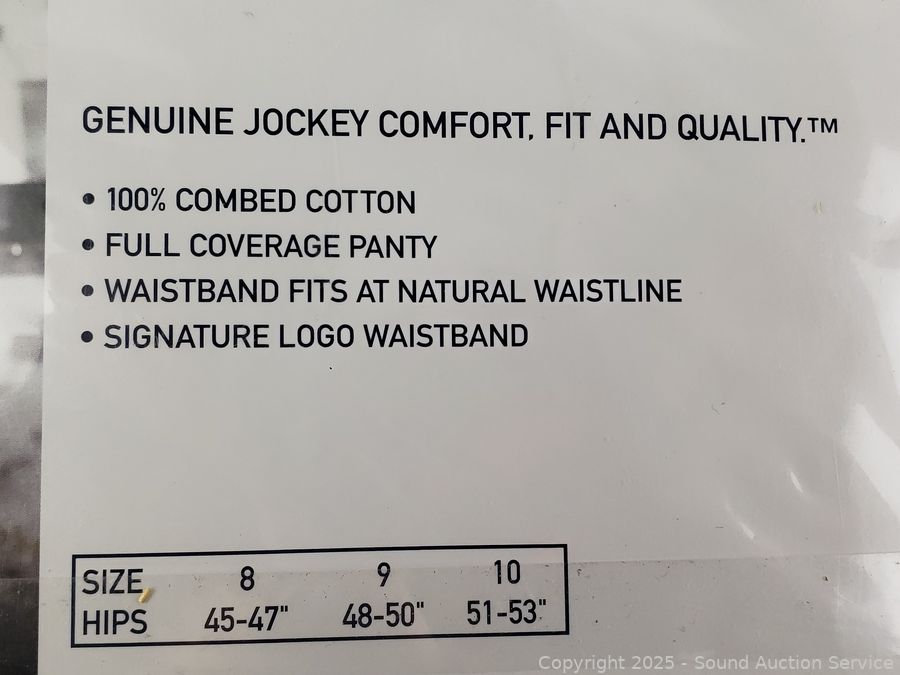 GENUINE JOCKEY COMFORT, FIT AND QUALITY.™
• 100% COMBED COTTON
• FULL COVERAGE PANTY
• WAISTBAND FITS AT NATURAL WAISTLINE
• SIGNATURE LOGO WAISTBAND
SIZE 8 9 10
HIPS 45-47" 48-50" 51-53"
Copyright 2025 - Sound Auction Service